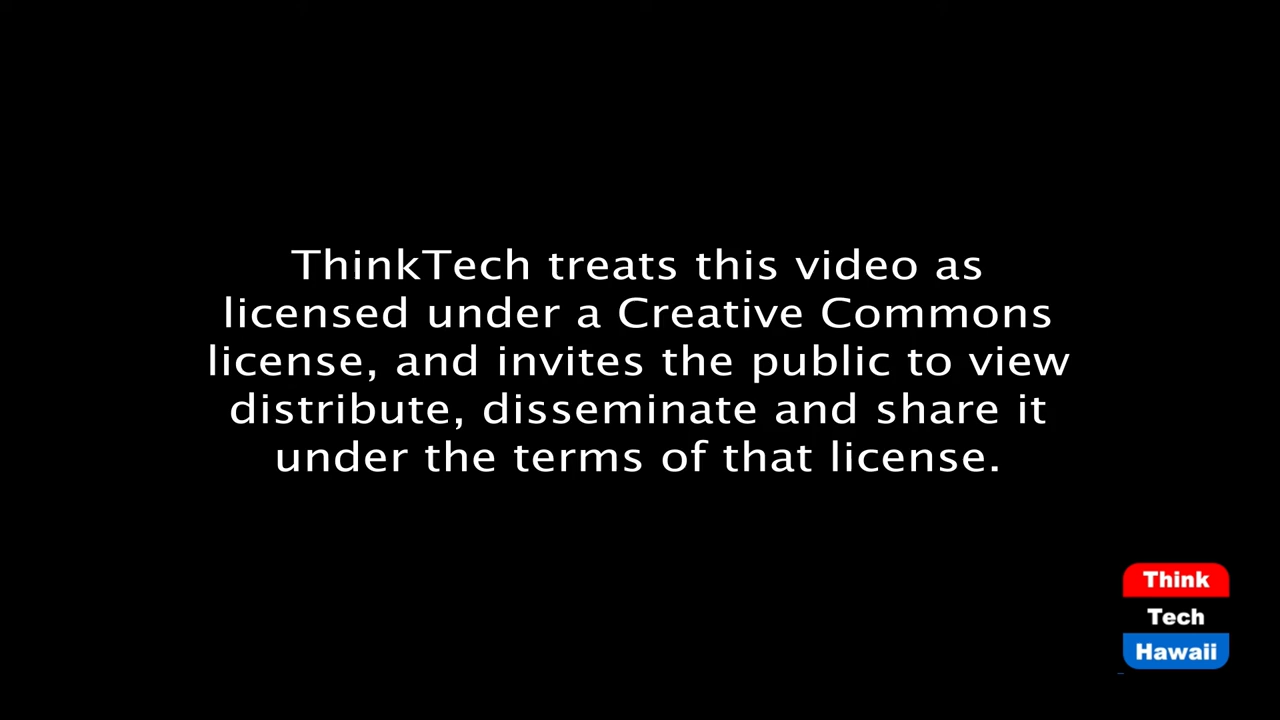 ThinkTech treats this video as
licensed under a Creative Commons
license, and invites the public to view
distribute, disseminate and share it
under the terms of that license.
Think
Tech
Hawaii